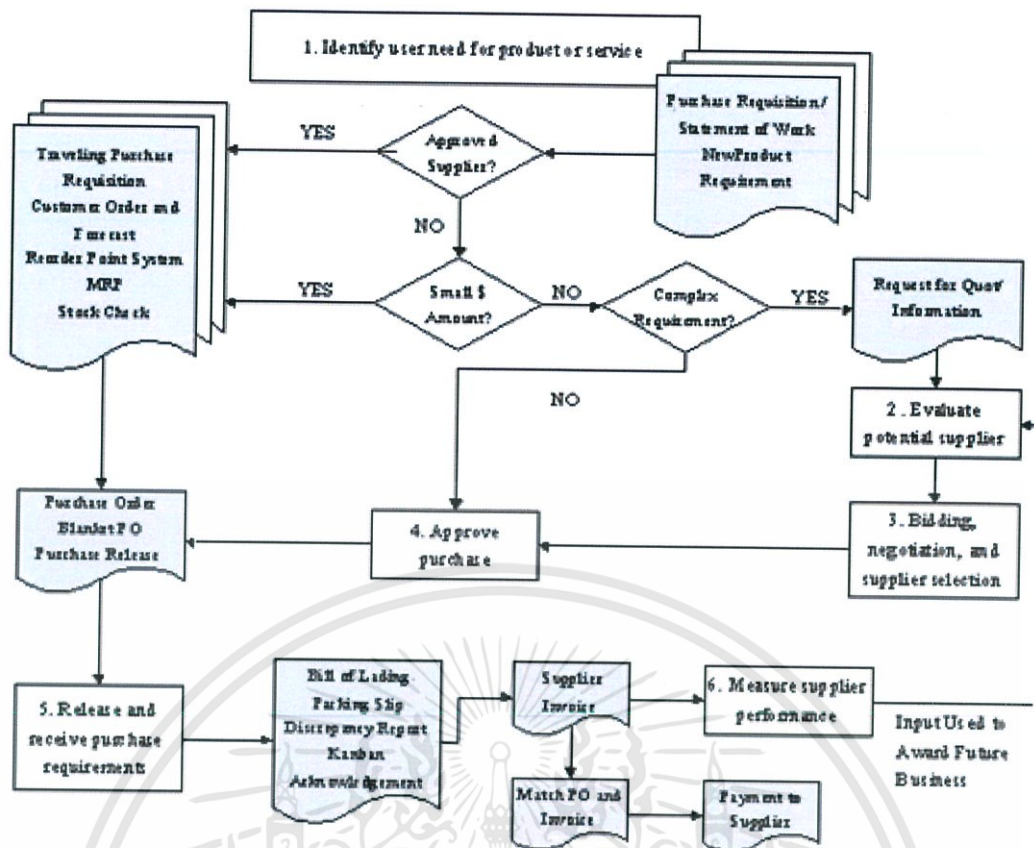 1. Identify user need for product or service
Purchase Requisition/
Statement of Work
New Product
Requirement
Approved
Supplier?
YES
NO
Traveling Purchase
Requisition
Customer Order and
Forecast
Reorder Point System
MRP
Stock Check
Small $
Amount?
YES
NO
Complex
Requirement?
YES
NO
Request for Quot/
Information
2. Evaluate
potential supplier
3. Bidding,
negotiation, and
supplier selection
4. Approve
purchase
Purchase Order
Blanket PO
Purchase Release
5. Release and
receive purchase
requirements
Bill of Lading
Packing Slip
Discrepancy Report
Kanban
Acknowledgement
Supplier
Invoice
6. Measure supplier
performance
Input Used to
Award Future
Business
Match PO and
Invoice
Payment to
Supplier